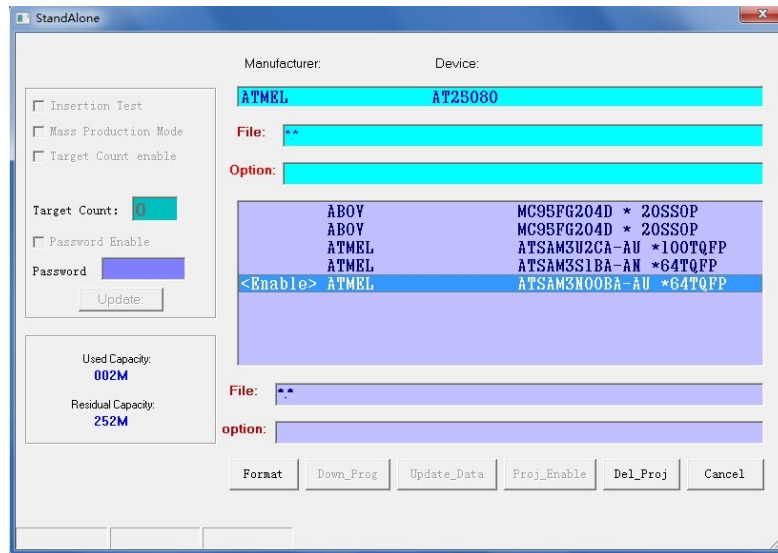 StandAlone
Manufacturer: Device:
ATMEL AT25080
Insertion Test
Mass Production Mode
Target Count enable
File: *.*
Option:
Target Count: 0
Password Enable
Password
Update:
ABOV MC95FG204D * 20SSOP
ABOV MC95FG204D * 20SSOP
ATMEL ATSAM3U2CA-AU *100TQFP
ATMEL ATSAM3S1BA-AN *64TQFP
<Enable> ATMEL ATSAM3N00BA-AU *64TQFP
Used Capacity:
002M
Residual Capacity:
252M
File: *.*
option:
Format Down_Prog Update_Data Proj_Enable Del_Proj Cancel